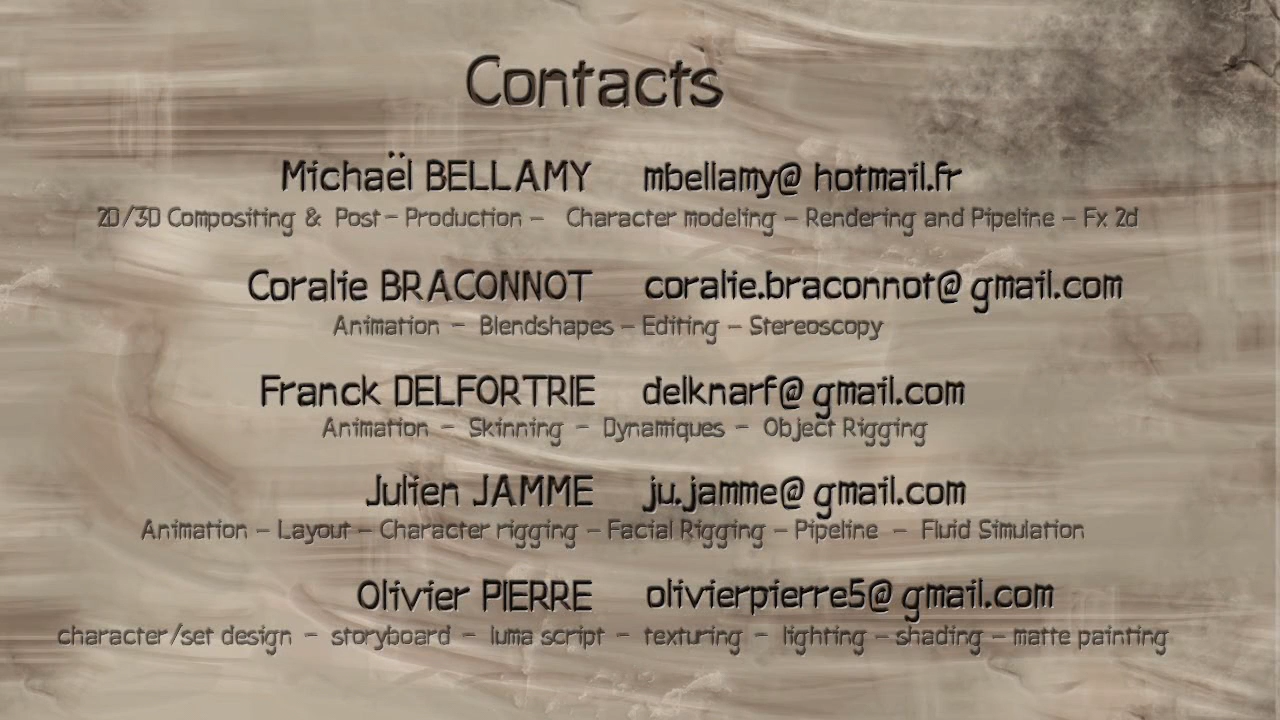 Contacts
Michaël BELLAMY mbellamy@ hotmail.fr
2D/3D Compositing & Post- Production - Character modeling - Rendering and Pipeline - Fx 2d
Coralie BRACONNOT coralie.braconnot@ gmail.com
Animation - Blendshapes - Editing - Stereoscopy
Franck DELFORTRIE delknarf@ gmail.com
Animation - Skinning - Dynamiques - Object Rigging
Julien JAMME ju.jamme@ gmail.com
Animation - Layout - Character rigging - Facial Rigging - Pipeline - Fluid Simulation
Olivier PIERRE olivierpierre5@ gmail.com
character/set design - storyboard - luma script - texturing - lighting - shading - matte painting